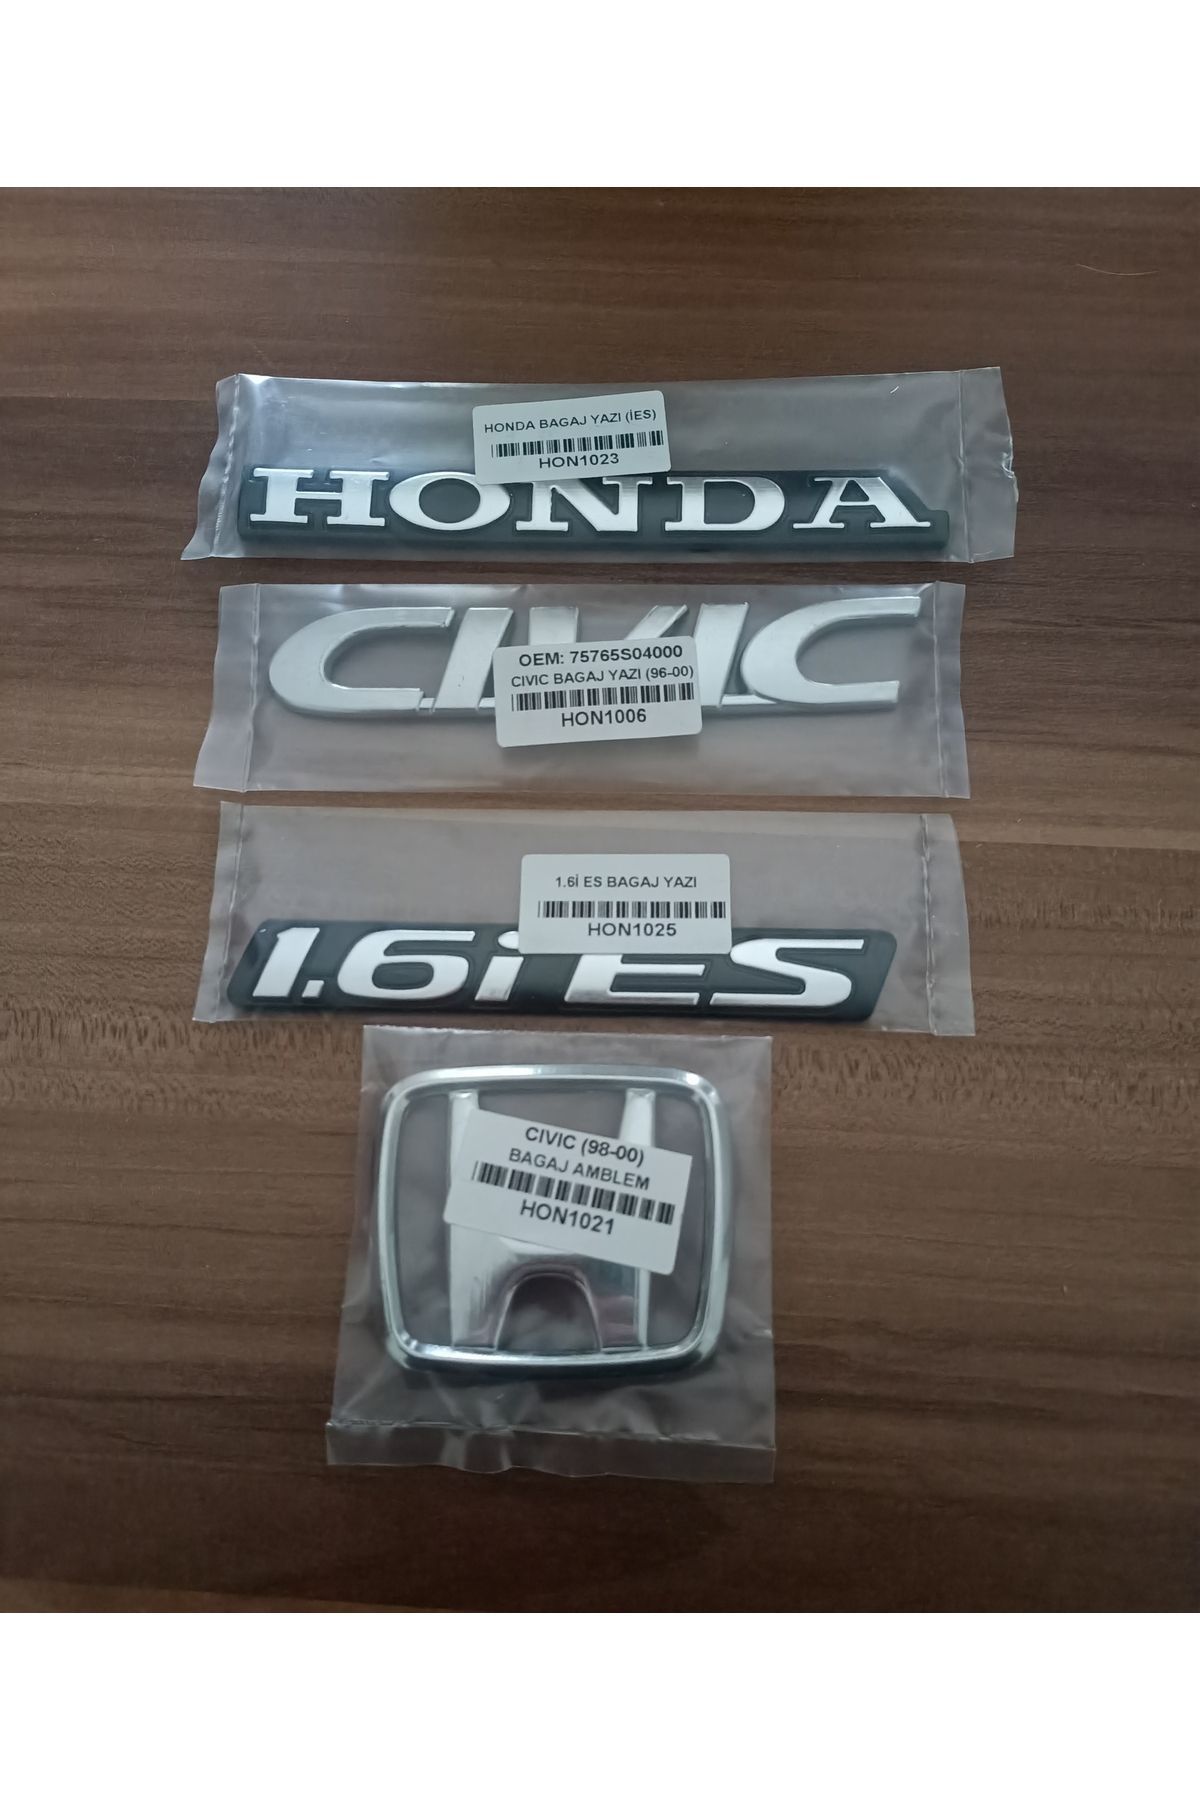 HONDA BAGAJ YAZI (İES)
HON1023
HONDA
CIVIC
OEM: 75765S04000
CIVIC BAGAJ YAZI (96-00)
HON1006
1.6İ ES BAGAJ YAZI
HON1025
1.6i ES
CIVIC (98-00)
BAGAJ AMBLEM
HON1021